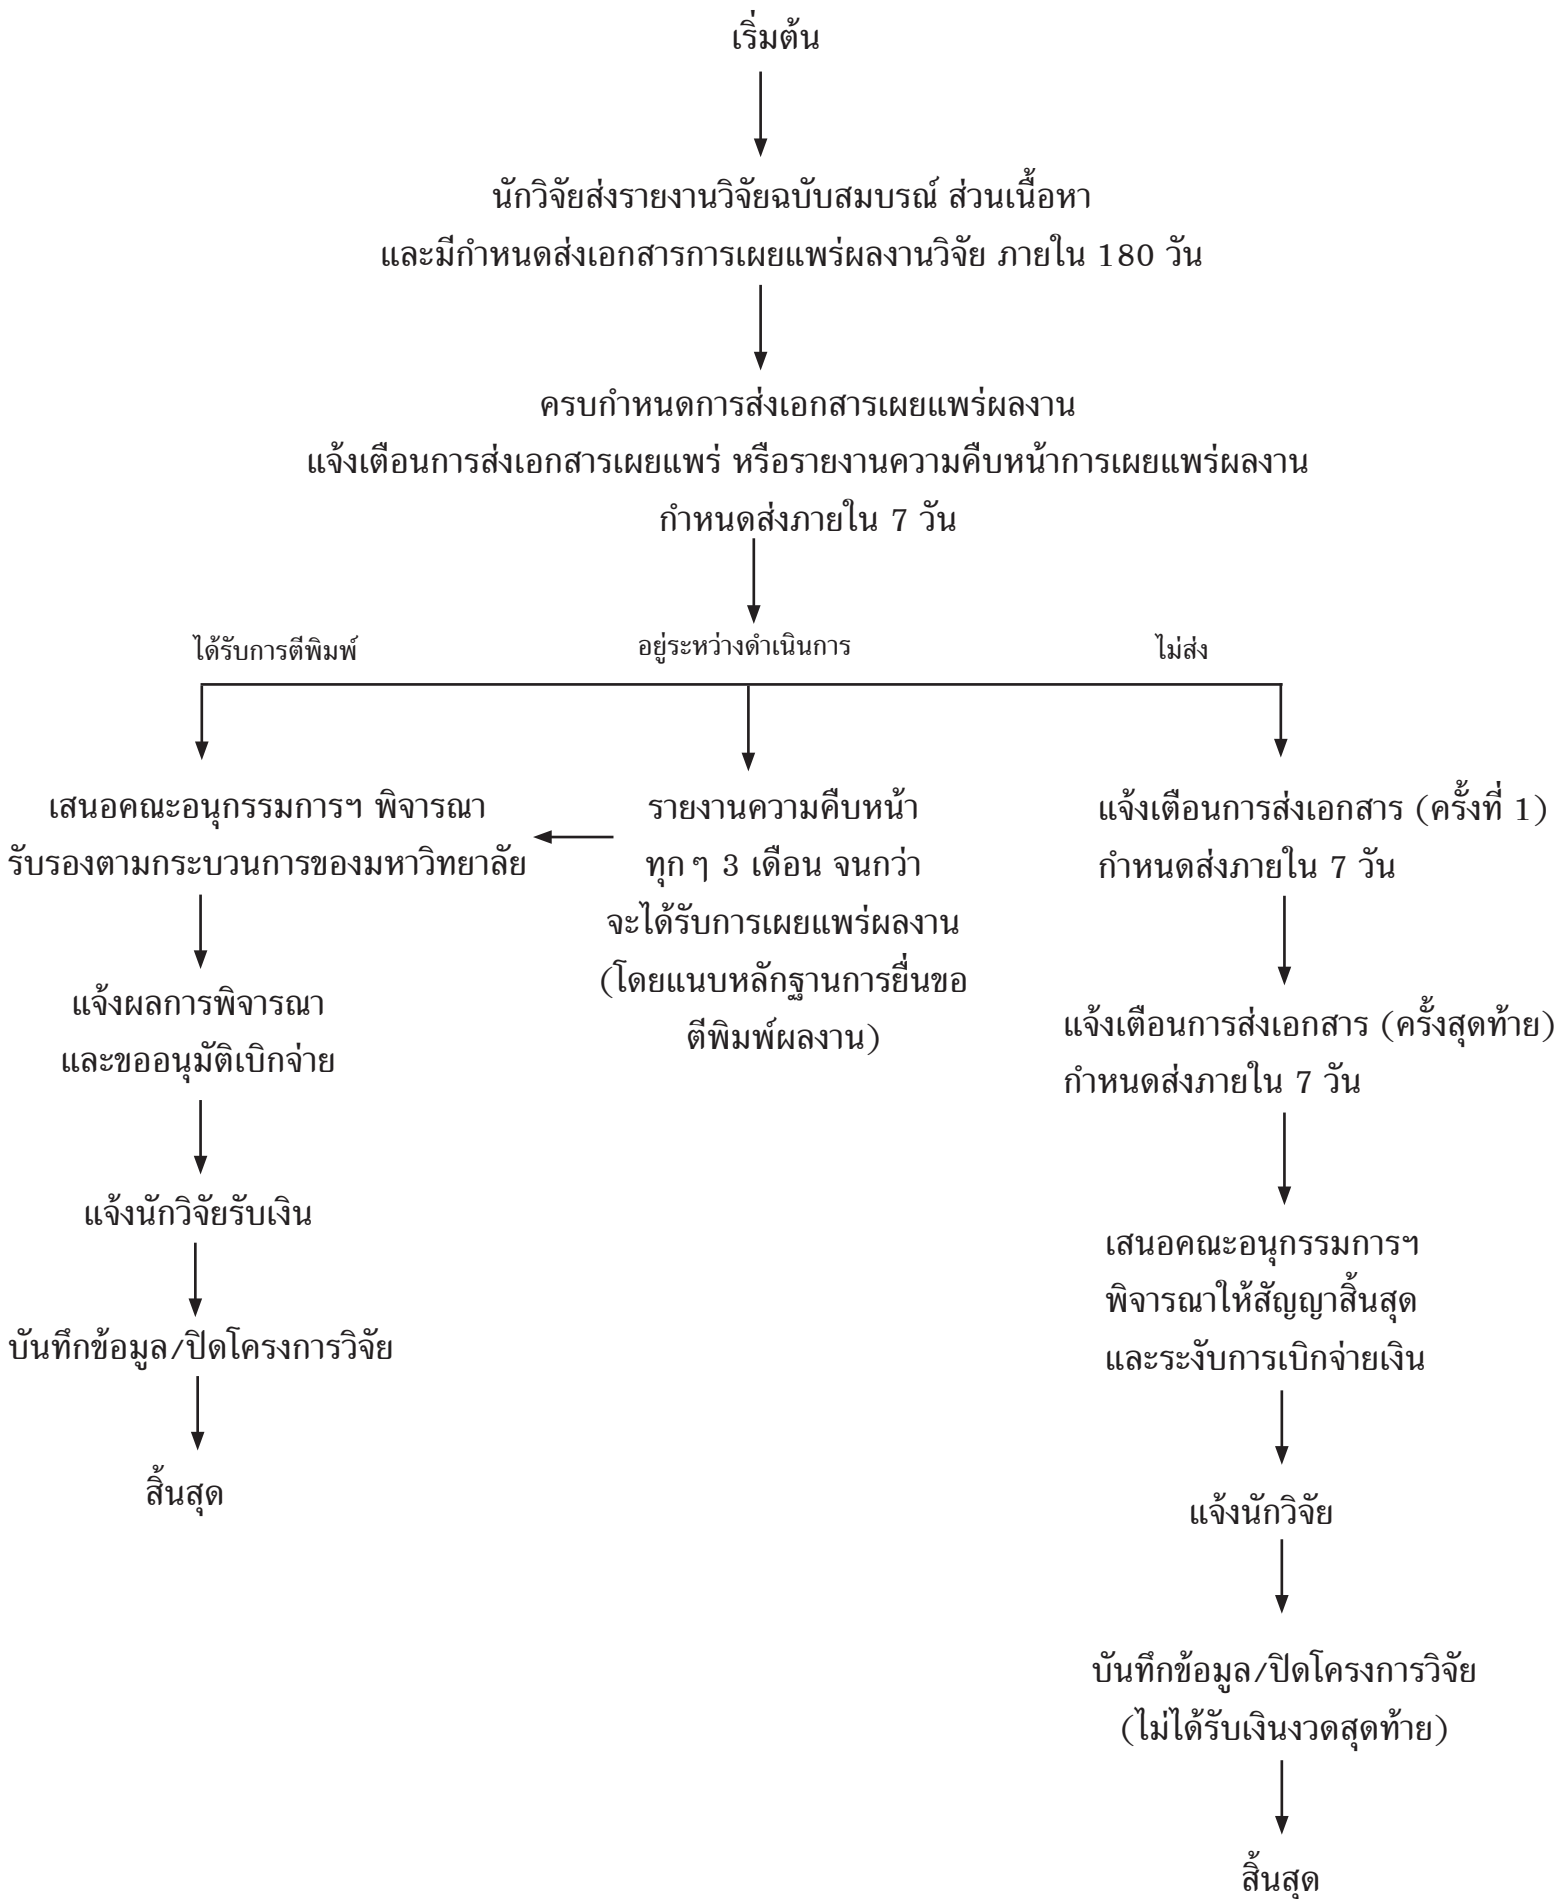 เริ่มต้น
นักวิจัยส่งรายงานวิจัยฉบับสมบรณ์ ส่วนเนื้อหา
และมีกำหนดส่งเอกสารการเผยแพร่ผลงานวิจัย ภายใน 180 วัน
ครบกำหนดการส่งเอกสารเผยแพร่ผลงาน
แจ้งเตือนการส่งเอกสารเผยแพร่ หรือรายงานความคืบหน้าการเผยแพร่ผลงาน
กำหนดส่งภายใน 7 วัน
ได้รับการตีพิมพ์
อยู่ระหว่างดำเนินการ
ไม่ส่ง
เสนอคณะอนุกรรมการฯ พิจารณา
รับรองตามกระบวนการของมหาวิทยาลัย
แจ้งผลการพิจารณา
และขออนุมัติเบิกจ่าย
แจ้งนักวิจัยรับเงิน
บันทึกข้อมูล/ปิดโครงการวิจัย
สิ้นสุด
รายงานความคืบหน้า
ทุก ๆ 3 เดือน จนกว่า
จะได้รับการเผยแพร่ผลงาน
(โดยแนบหลักฐานการยื่นขอ
ตีพิมพ์ผลงาน)
แจ้งเตือนการส่งเอกสาร (ครั้งที่ 1)
กำหนดส่งภายใน 7 วัน
แจ้งเตือนการส่งเอกสาร (ครั้งสุดท้าย)
กำหนดส่งภายใน 7 วัน
เสนอคณะอนุกรรมการฯ
พิจารณาให้สัญญาสิ้นสุด
และระงับการเบิกจ่ายเงิน
แจ้งนักวิจัย
บันทึกข้อมูล/ปิดโครงการวิจัย
(ไม่ได้รับเงินงวดสุดท้าย)
สิ้นสุด